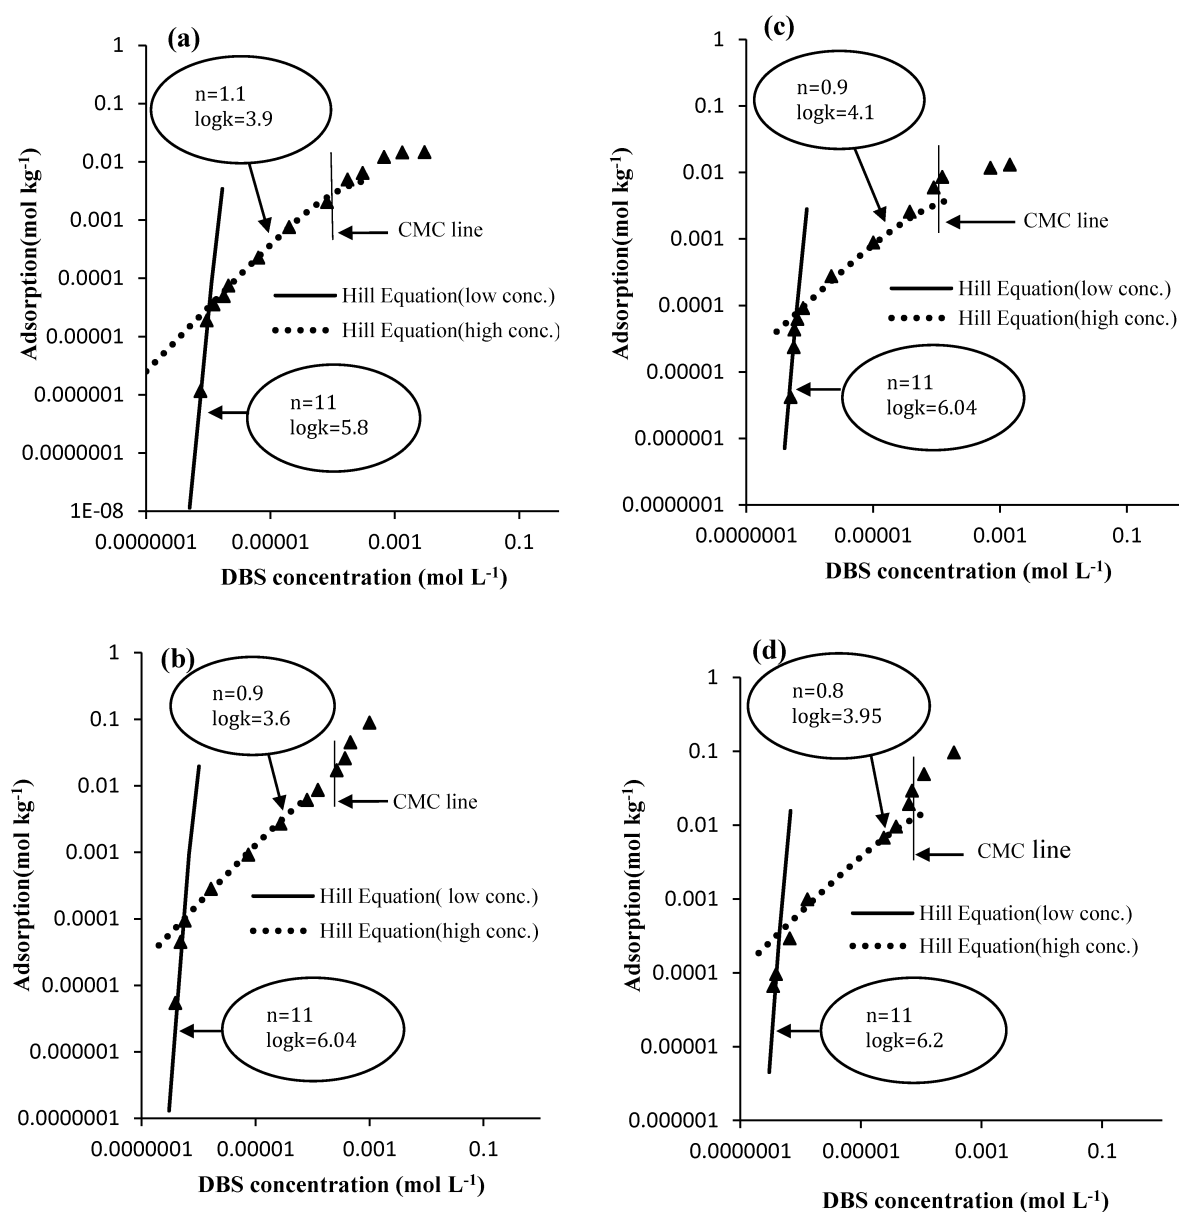 (a)
1
0.1
0.01
0.001
0.0001
0.00001
0.000001
0.0000001
1E-08
Adsorption(mol kg⁻¹)
n=1.1
logk=3.9
CMC line
Hill Equation(low conc.)
Hill Equation(high conc.)
n=11
logk=5.8
0.0000001 0.00001 0.001 0.1
DBS concentration (mol L⁻¹)
(c)
1
0.1
0.01
0.001
0.0001
0.00001
0.000001
0.0000001
Adsorption(mol kg⁻¹)
n=0.9
logk=4.1
CMC line
Hill Equation(low conc.)
Hill Equation(high conc.)
n=11
logk=6.04
0.0000001 0.00001 0.001 0.1
DBS concentration (mol L⁻¹)
(b)
1
0.1
0.01
0.001
0.0001
0.00001
0.000001
0.0000001
Adsorption(mol kg⁻¹)
n=0.9
logk=3.6
CMC line
Hill Equation( low conc.)
Hill Equation(high conc.)
n=11
logk=6.04
0.0000001 0.00001 0.001 0.1
DBS concentration (mol L⁻¹)
(d)
1
0.1
0.01
0.001
0.0001
0.00001
0.000001
Adsorption(mol kg⁻¹)
n=0.8
logk=3.95
CMC line
Hill Equation(low conc.)
Hill Equation(high conc.)
n=11
logk=6.2
0.0000001 0.00001 0.001 0.1
DBS concentration (mol L⁻¹)